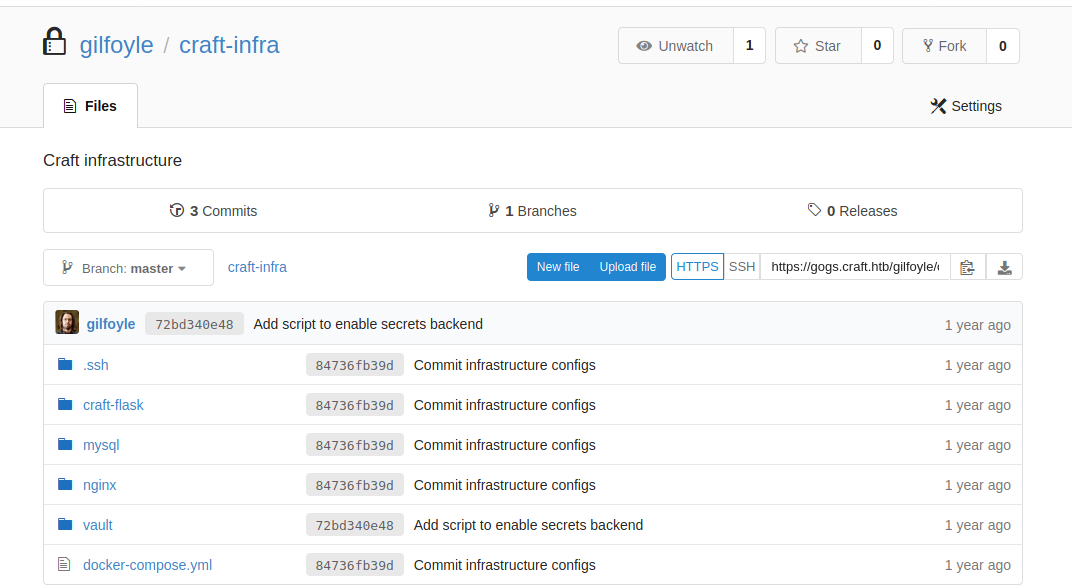 gilfoyle / craft-infra
Unwatch 1 Star 0 Fork 0
Files
Settings
Craft infrastructure
3 Commits 1 Branches 0 Releases
Branch: master craft-infra New file Upload file HTTPS SSH https://gogs.craft.htb/gilfoyle/
gilfoyle 72bd340e48 Add script to enable secrets backend 1 year ago
.ssh 84736fb39d Commit infrastructure configs 1 year ago
craft-flask 84736fb39d Commit infrastructure configs 1 year ago
mysql 84736fb39d Commit infrastructure configs 1 year ago
nginx 84736fb39d Commit infrastructure configs 1 year ago
vault 72bd340e48 Add script to enable secrets backend 1 year ago
docker-compose.yml 84736fb39d Commit infrastructure configs 1 year ago